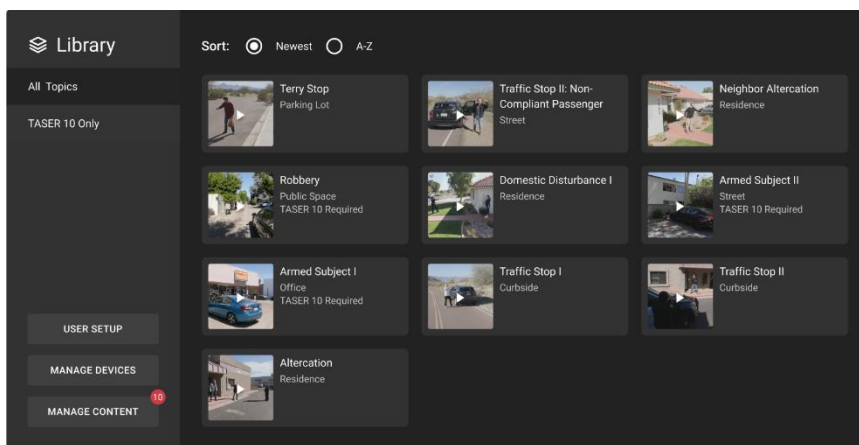 Library
All Topics
TASER 10 Only
USER SETUP
MANAGE DEVICES
MANAGE CONTENT
10
Sort: Newest A-Z
Terry Stop
Parking Lot
Traffic Stop II: Non-
Compliant Passenger
Street
Neighbor Altercation
Residence
Robbery
Public Space
TASER 10 Required
Domestic Disturbance I
Residence
Armed Subject II
Street
TASER 10 Required
Armed Subject I
Office
TASER 10 Required
Traffic Stop I
Curbside
Traffic Stop II
Curbside
Altercation
Residence